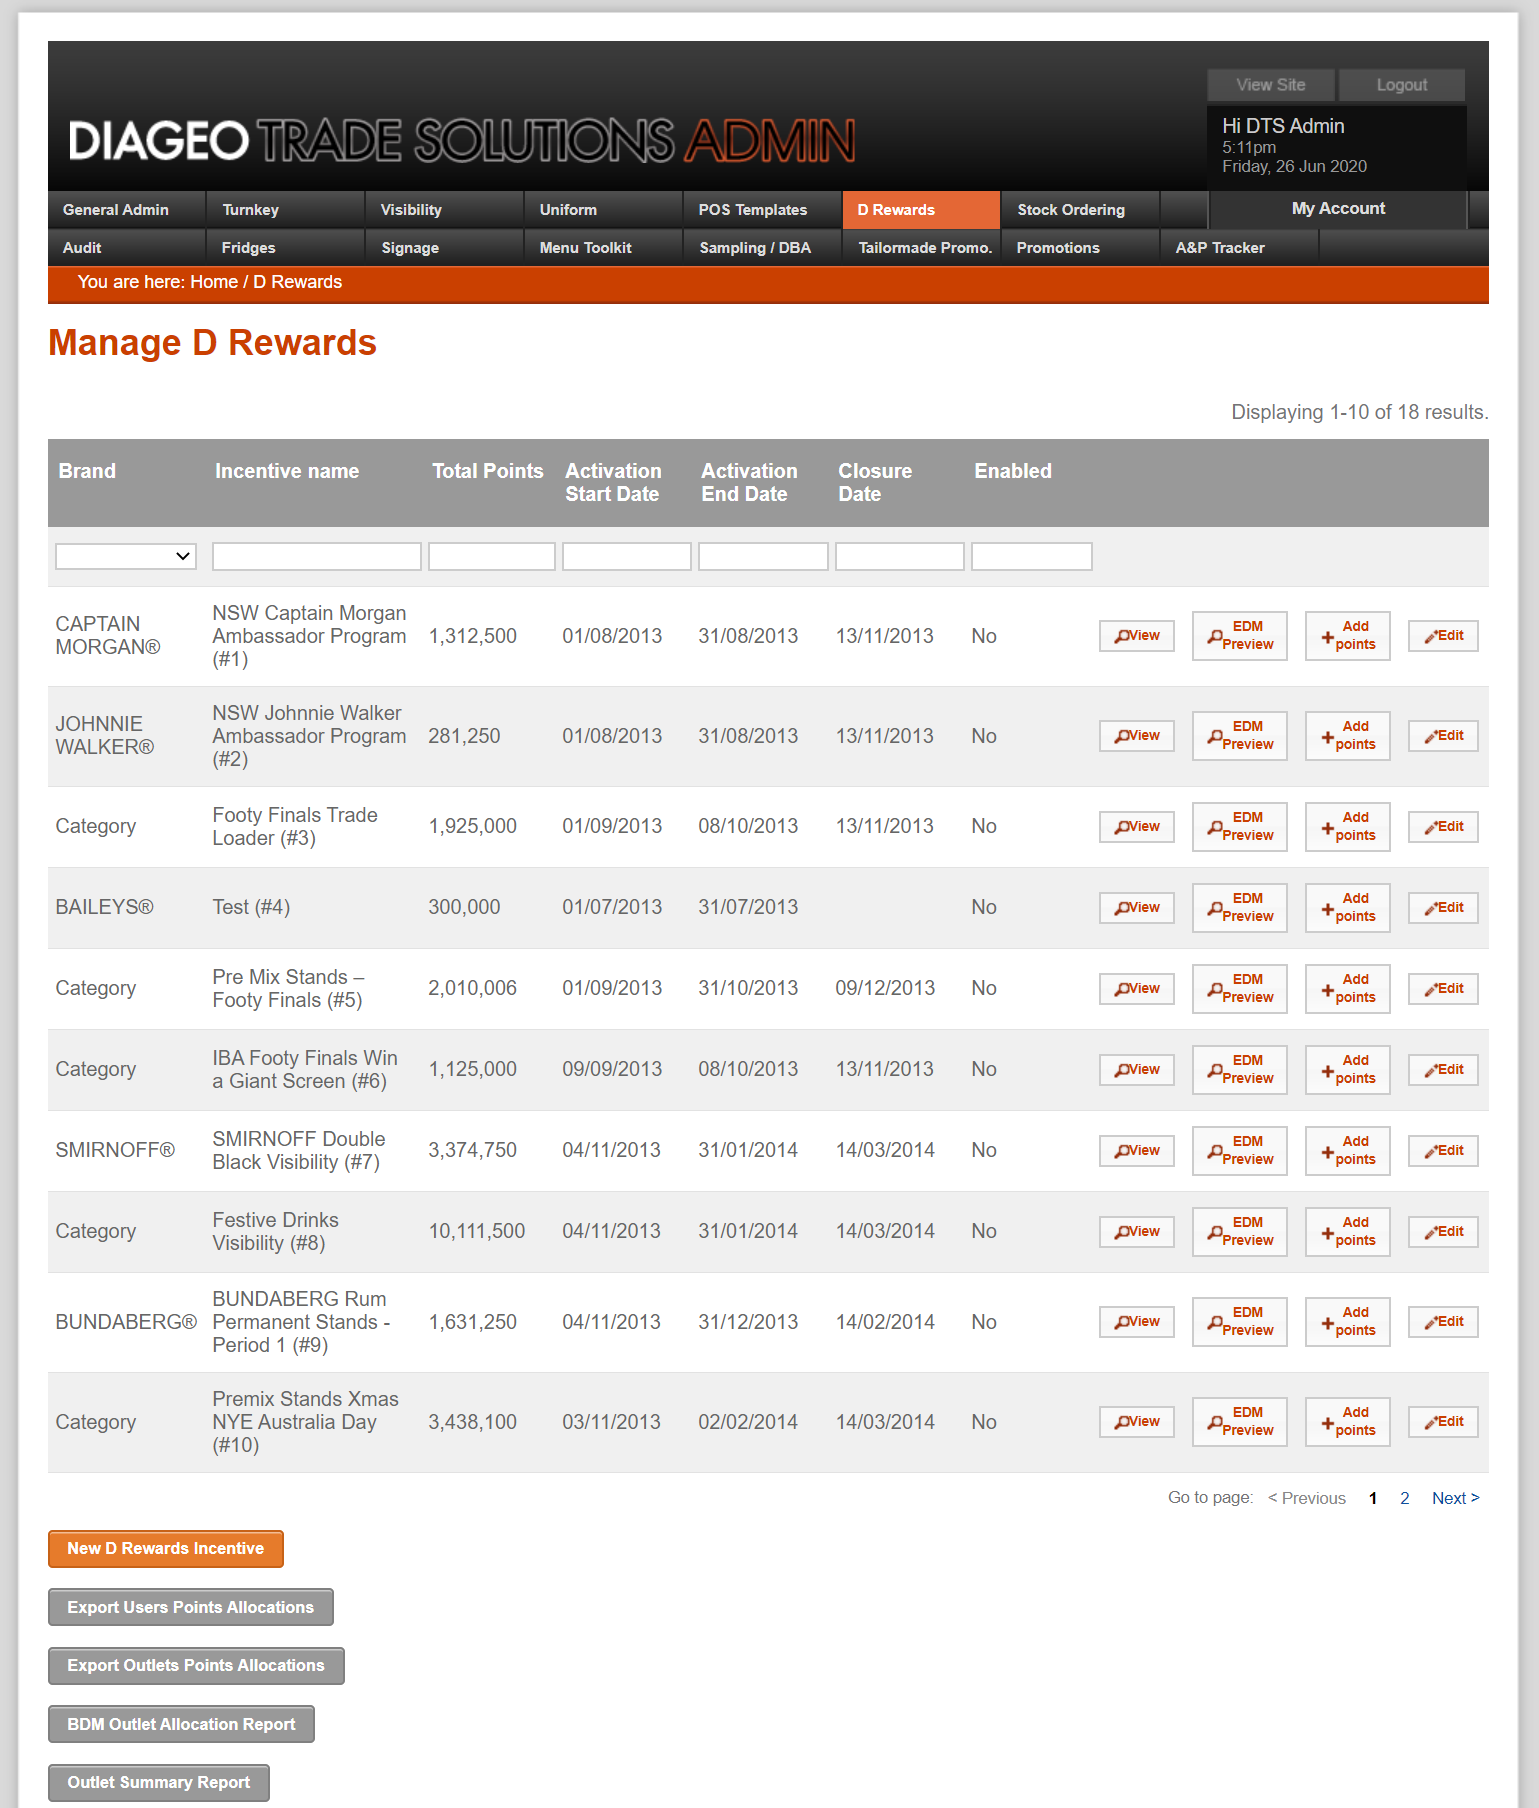 View Site
Logout
DIAGEO TRADE SOLUTIONS ADMIN
Hi DTS Admin
5:11pm
Friday, 26 Jun 2020
General Admin
Turnkey
Visibility
Uniform
POS Templates
D Rewards
Stock Ordering
My Account
Audit
Fridges
Signage
Menu Toolkit
Sampling / DBA
Tailormade Promo.
Promotions
A&P Tracker
You are here: Home / D Rewards
Manage D Rewards
Displaying 1-10 of 18 results.
Brand
Incentive name
Total Points
Activation
Start Date
Activation
End Date
Closure
Date
Enabled
CAPTAIN
MORGAN®
NSW Captain Morgan
Ambassador Program
(#1)
1,312,500
01/08/2013
31/08/2013
13/11/2013
No
View
EDM
Preview
Add
points
Edit
JOHNNIE
WALKER®
NSW Johnnie Walker
Ambassador Program
(#2)
281,250
01/08/2013
31/08/2013
13/11/2013
No
View
EDM
Preview
Add
points
Edit
Category
Footy Finals Trade
Loader (#3)
1,925,000
01/09/2013
08/10/2013
13/11/2013
No
View
EDM
Preview
Add
points
Edit
BAILEYS®
Test (#4)
300,000
01/07/2013
31/07/2013
No
View
EDM
Preview
Add
points
Edit
Category
Pre Mix Stands –
Footy Finals (#5)
2,010,006
01/09/2013
31/10/2013
09/12/2013
No
View
EDM
Preview
Add
points
Edit
Category
IBA Footy Finals Win
a Giant Screen (#6)
1,125,000
09/09/2013
08/10/2013
13/11/2013
No
View
EDM
Preview
Add
points
Edit
SMIRNOFF®
SMIRNOFF Double
Black Visibility (#7)
3,374,750
04/11/2013
31/01/2014
14/03/2014
No
View
EDM
Preview
Add
points
Edit
Category
Festive Drinks
Visibility (#8)
10,111,500
04/11/2013
31/01/2014
14/03/2014
No
View
EDM
Preview
Add
points
Edit
BUNDABERG®
BUNDABERG Rum
Permanent Stands -
Period 1 (#9)
1,631,250
04/11/2013
31/12/2013
14/02/2014
No
View
EDM
Preview
Add
points
Edit
Category
Premix Stands Xmas
NYE Australia Day
(#10)
3,438,100
03/11/2013
02/02/2014
14/03/2014
No
View
EDM
Preview
Add
points
Edit
Go to page: < Previous 1 2 Next >
New D Rewards Incentive
Export Users Points Allocations
Export Outlets Points Allocations
BDM Outlet Allocation Report
Outlet Summary Report